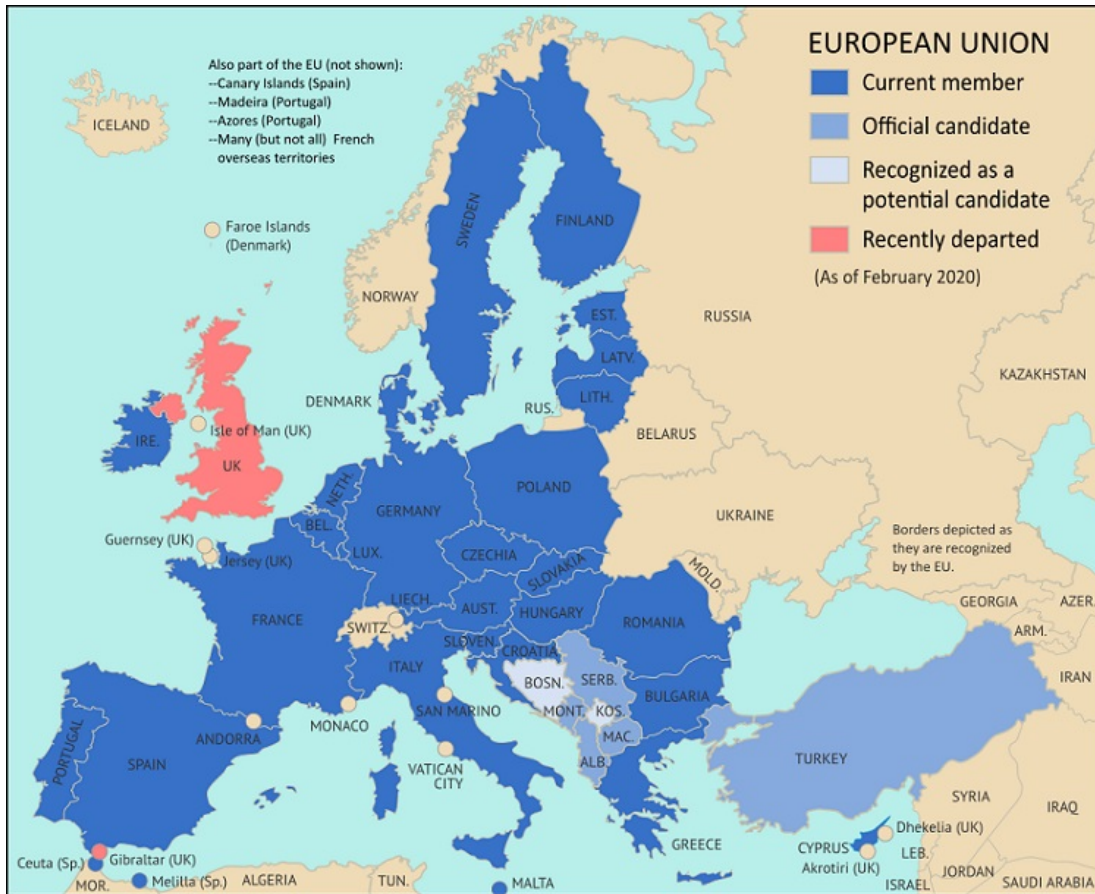 EUROPEAN UNION
Current member
Official candidate
Recognized as a
potential candidate
Recently departed
(As of February 2020)
Also part of the EU (not shown):
--Canary Islands (Spain)
--Madeira (Portugal)
--Azores (Portugal)
--Many (but not all) French
overseas territories
ICELAND
Faroe Islands
(Denmark)
SWEDEN
FINLAND
NORWAY
RUSSIA
EST.
LATV.
LITH.
RUS.
KAZAKHSTAN
DENMARK
BELARUS
Isle of Man (UK)
IRE.
UK
NETH.
POLAND
BEL.
GERMANY
UKRAINE
Borders depicted as
they are recognized
by the EU.
Guernsey (UK)
Jersey (UK)
LUX.
CZECHIA
SLOVAKIA
MOLD.
LIECH.
AUST.
HUNGARY
FRANCE
SWITZ.
ROMANIA
GEORGIA
AZER.
ARM.
SLOVEN.
CROATIA
ITALY
BOSN.
SERB.
IRAN
BULGARIA
SAN MARINO
MONT.
KOS.
MONACO
ANDORRA
MAC.
PORTUGAL
SPAIN
VATICAN
CITY
ALB.
TURKEY
SYRIA
IRAQ
GREECE
CYPRUS
Dhekelia (UK)
Akrotiri (UK)
LEB.
Ceuta (Sp.)
Gibraltar (UK)
MOR.
Melilla (Sp.)
ALGERIA
TUN.
MALTA
ISRAEL
JORDAN
SAUDI ARABIA